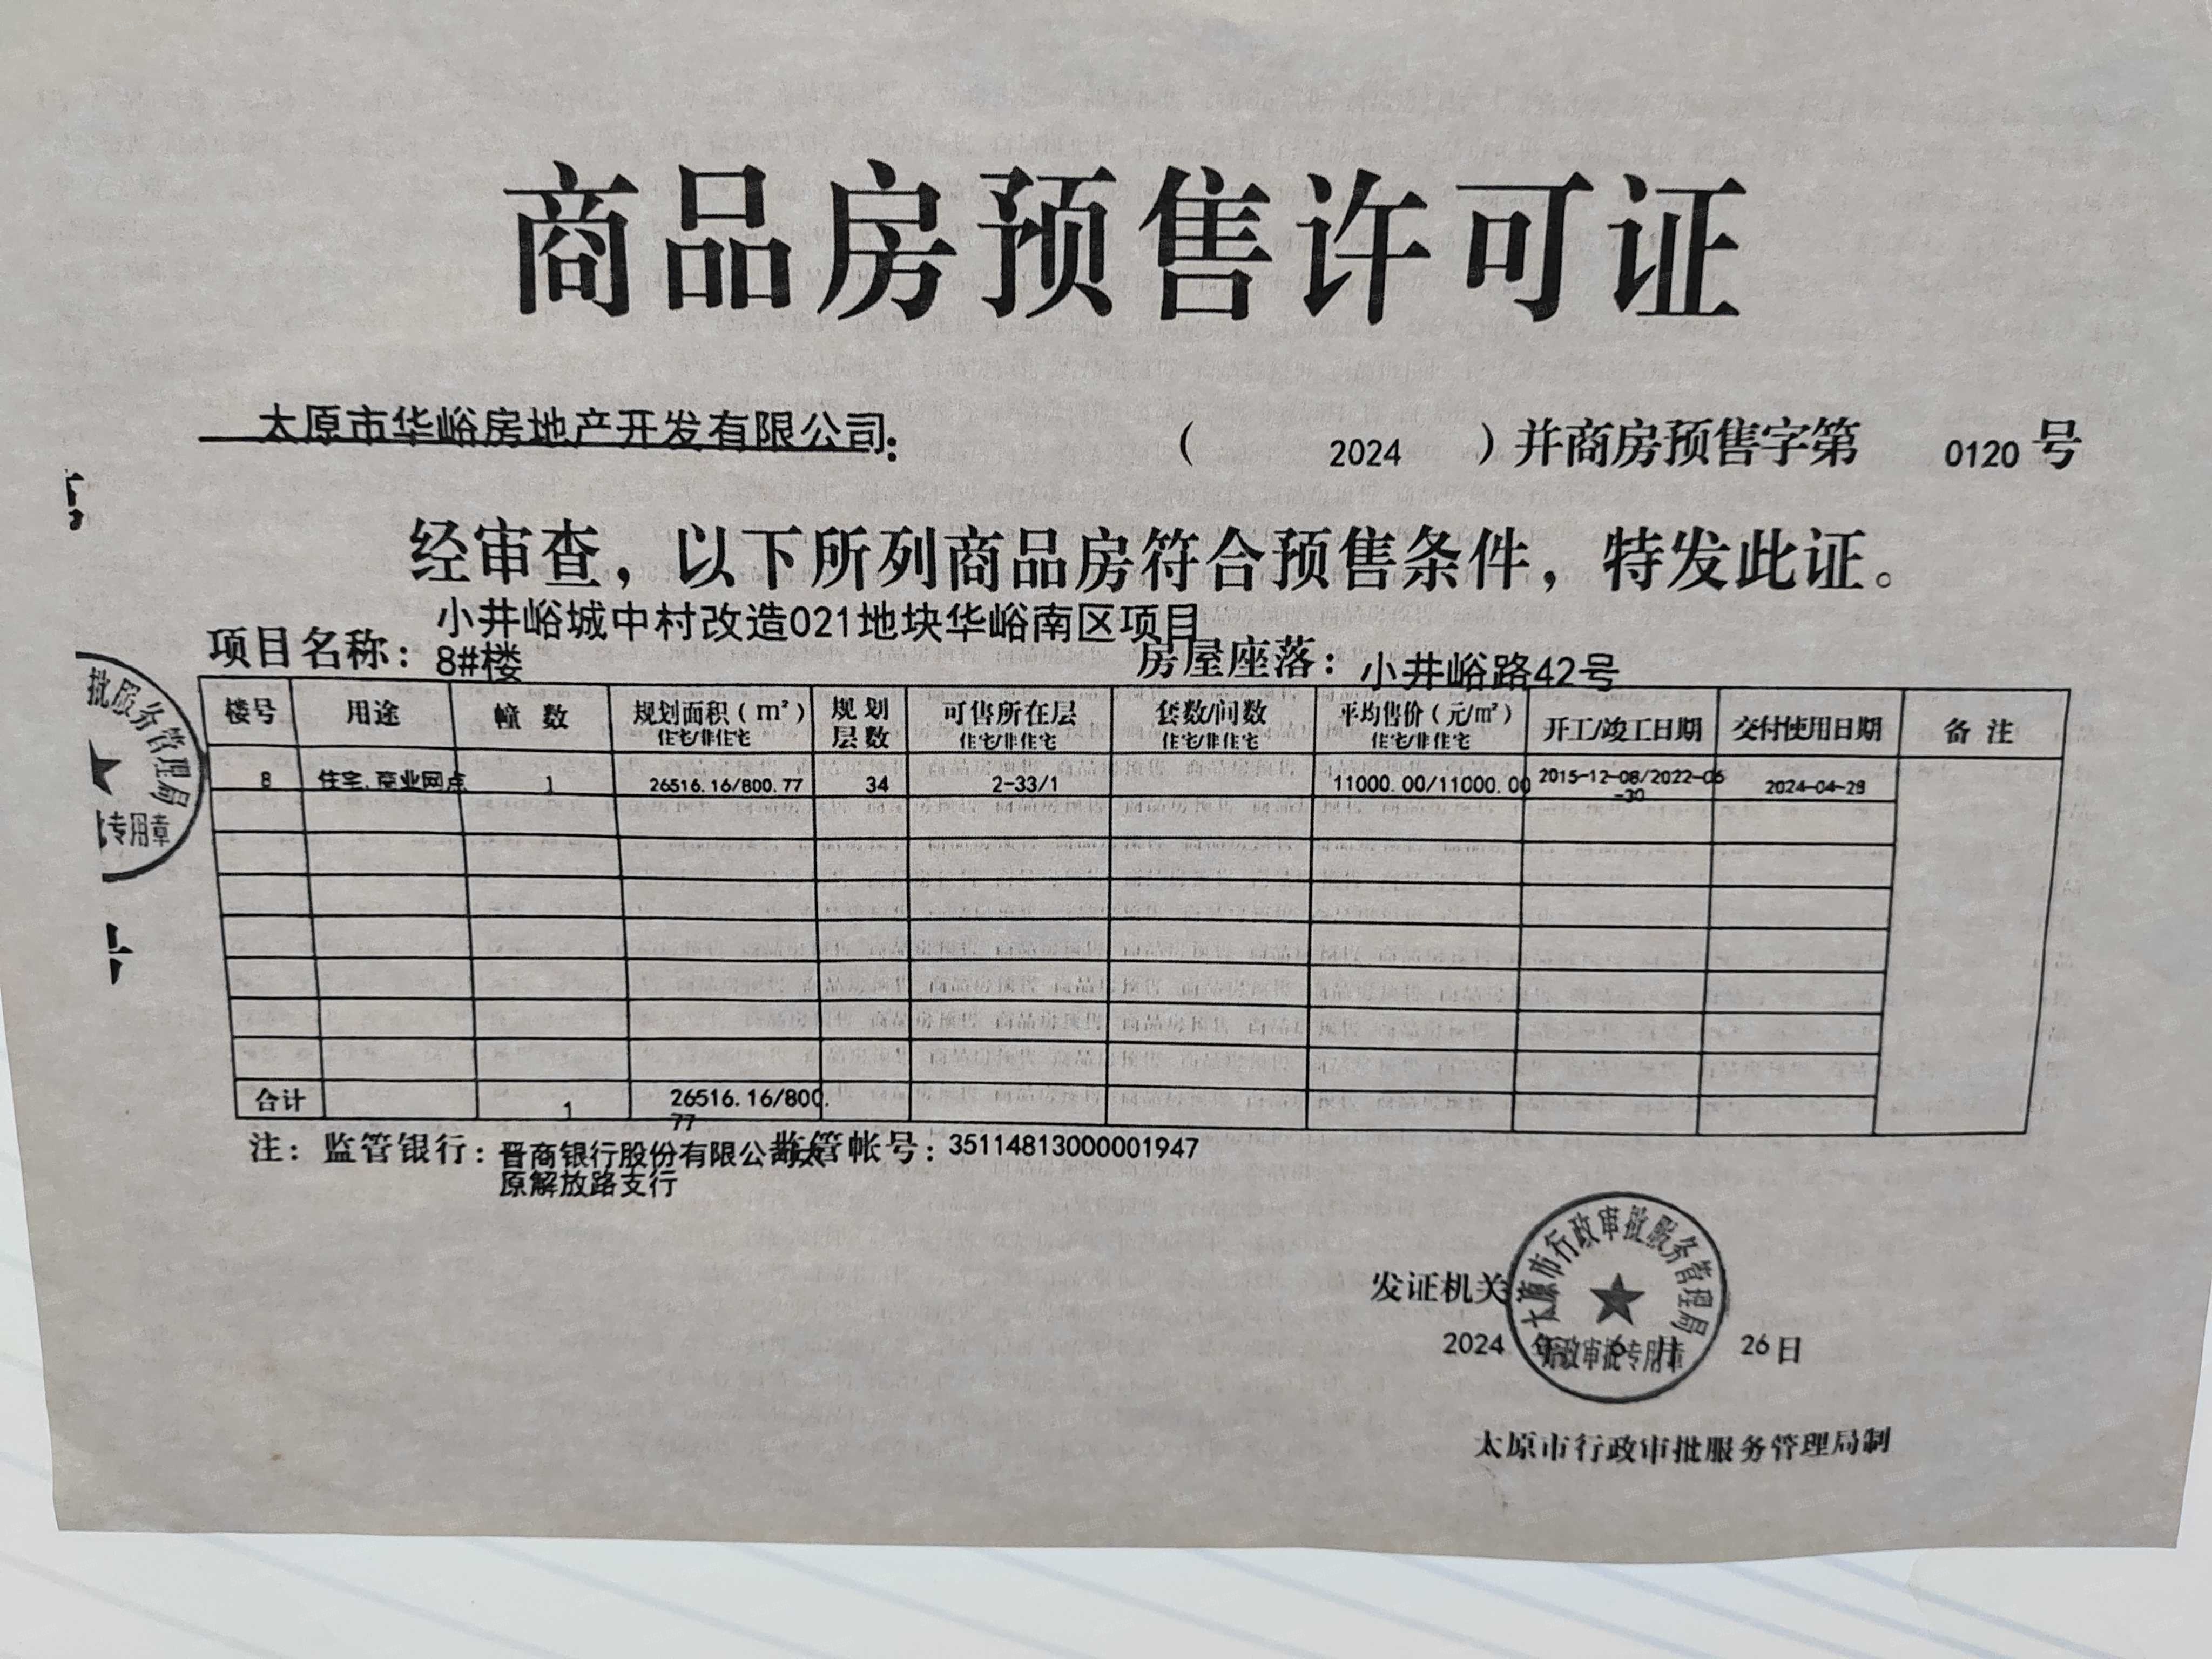 商品房预售许可证
太原市华峪房地产开发有限公司:
( 2024 )并商房预售字第 0120 号
经审查，以下所列商品房符合预售条件，特发此证。
项目名称: 小井峪城中村改造021地块华峪南区项目
8#楼
房屋座落: 小井峪路42号
楼号 用途 幢 数 规划面积(m²) 住宅/非住宅 规划层数 可售所在层 住宅/非住宅 套数/间数 住宅/非住宅 平均售价(元/m²) 住宅/非住宅 开工/竣工日期 交付使用日期 备 注
8 住宅,商业网点 1 26516.16/800.77 34 2-33/1 11000.00/11000.00 2015-12-08/2022-06-30 2024-04-29
合计 1 26516.16/800.77
注: 监管银行: 晋商银行股份有限公司太
原解放路支行
监管帐号: 35114813000001947
发证机关
2024 年 6 月 26日
太原市行政审批服务管理局
行政审批专用章
太原市行政审批服务管理局制
批服务管理局
专用章